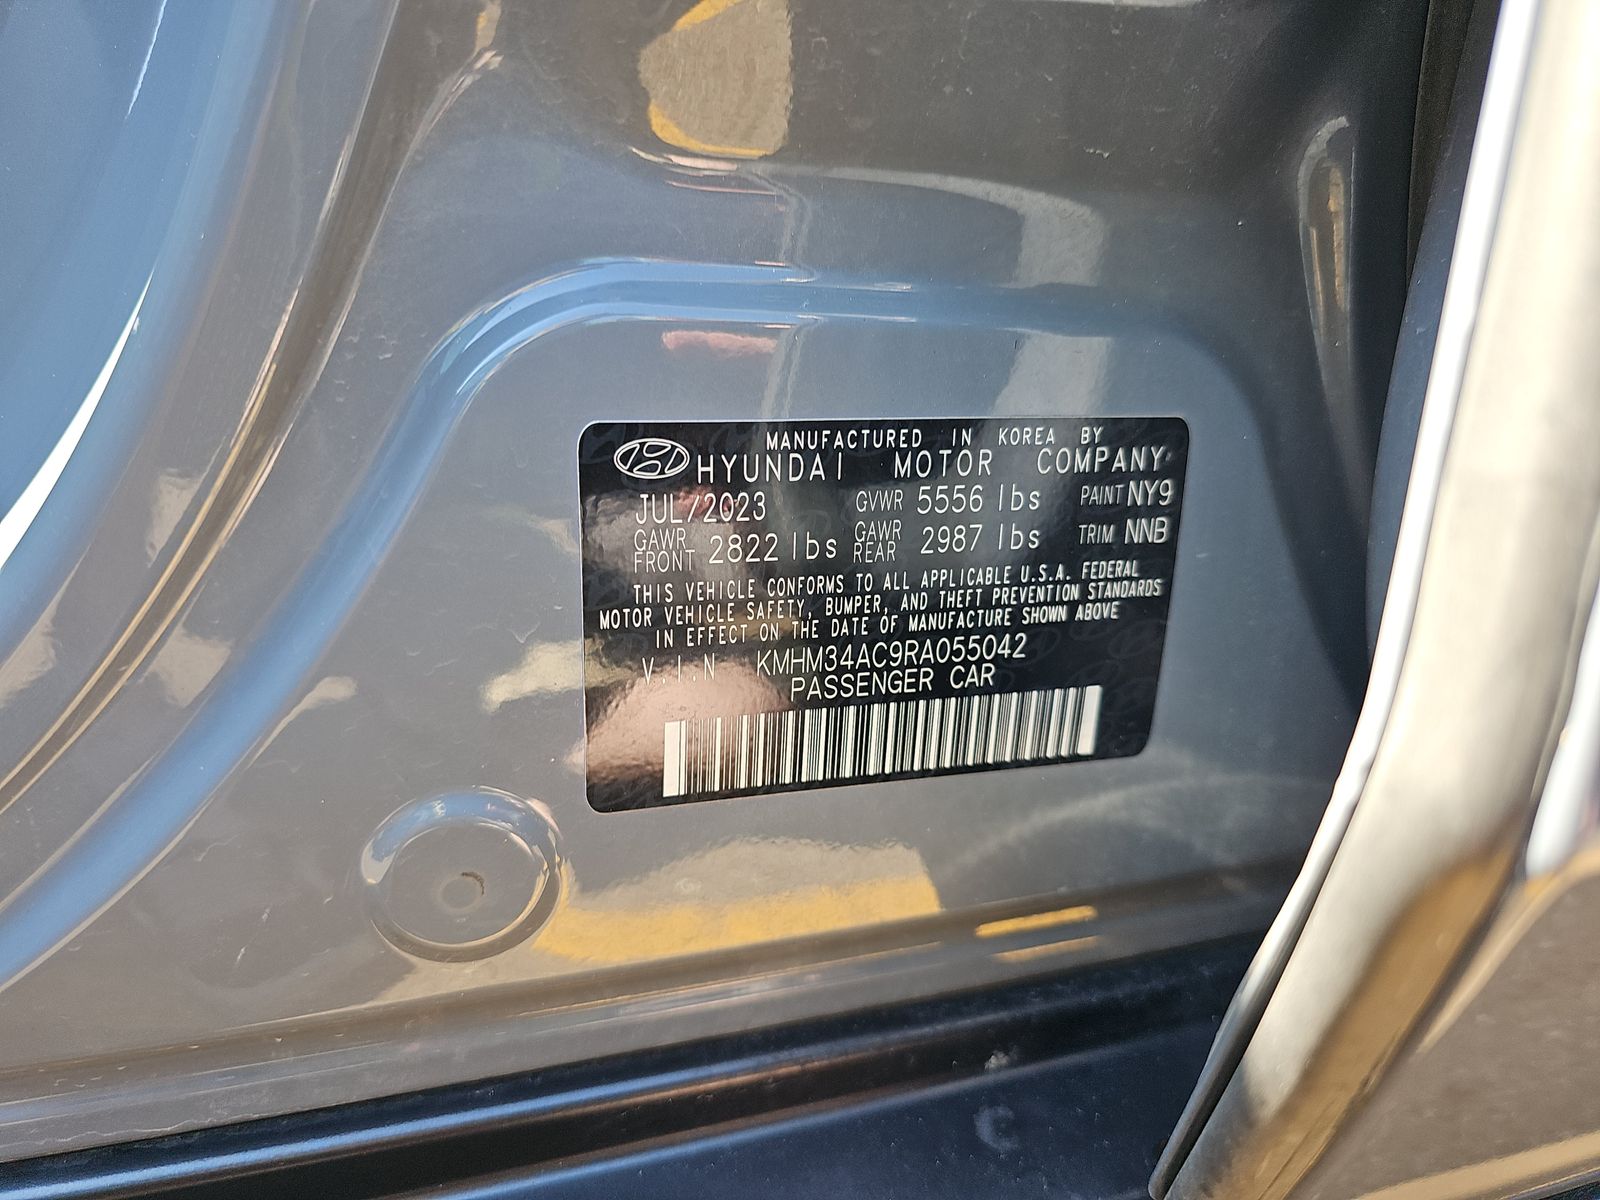 MANUFACTURED IN KOREA BY
HYUNDAI MOTOR COMPANY
JUL/2023 GVWR 5556 lbs PAINT NY9
GAWR FRONT 2822 lbs GAWR REAR 2987 lbs TRIM NNB
THIS VEHICLE CONFORMS TO ALL APPLICABLE U.S.A. FEDERAL
MOTOR VEHICLE SAFETY, BUMPER, AND THEFT PREVENTION STANDARDS
IN EFFECT ON THE DATE OF MANUFACTURE SHOWN ABOVE
V.I.N KMHM34AC9RA055042
PASSENGER CAR